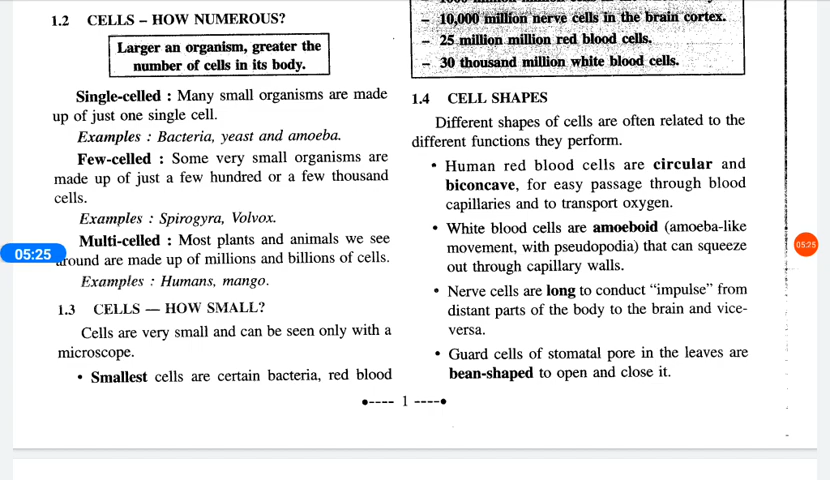 1.2 CELLS – HOW NUMEROUS?
Larger an organism, greater the
number of cells in its body.
Single-celled : Many small organisms are made
up of just one single cell.
Examples : Bacteria, yeast and amoeba.
Few-celled : Some very small organisms are
made up of just a few hundred or a few thousand
cells.
Examples : Spirogyra, Volvox.
Multi-celled : Most plants and animals we see
around are made up of millions and billions of cells.
Examples : Humans, mango.
1.3 CELLS — HOW SMALL?
Cells are very small and can be seen only with a
microscope.
• Smallest cells are certain bacteria, red blood
– 10,000 million nerve cells in the brain cortex.
– 25 million million red blood cells.
– 30 thousand million white blood cells.
1.4 CELL SHAPES
Different shapes of cells are often related to the
different functions they perform.
• Human red blood cells are circular and
biconcave, for easy passage through blood
capillaries and to transport oxygen.
• White blood cells are amoeboid (amoeba-like
movement, with pseudopodia) that can squeeze
out through capillary walls.
• Nerve cells are long to conduct “impulse” from
distant parts of the body to the brain and vice-
versa.
• Guard cells of stomatal pore in the leaves are
bean-shaped to open and close it.
1
05:25
05:25